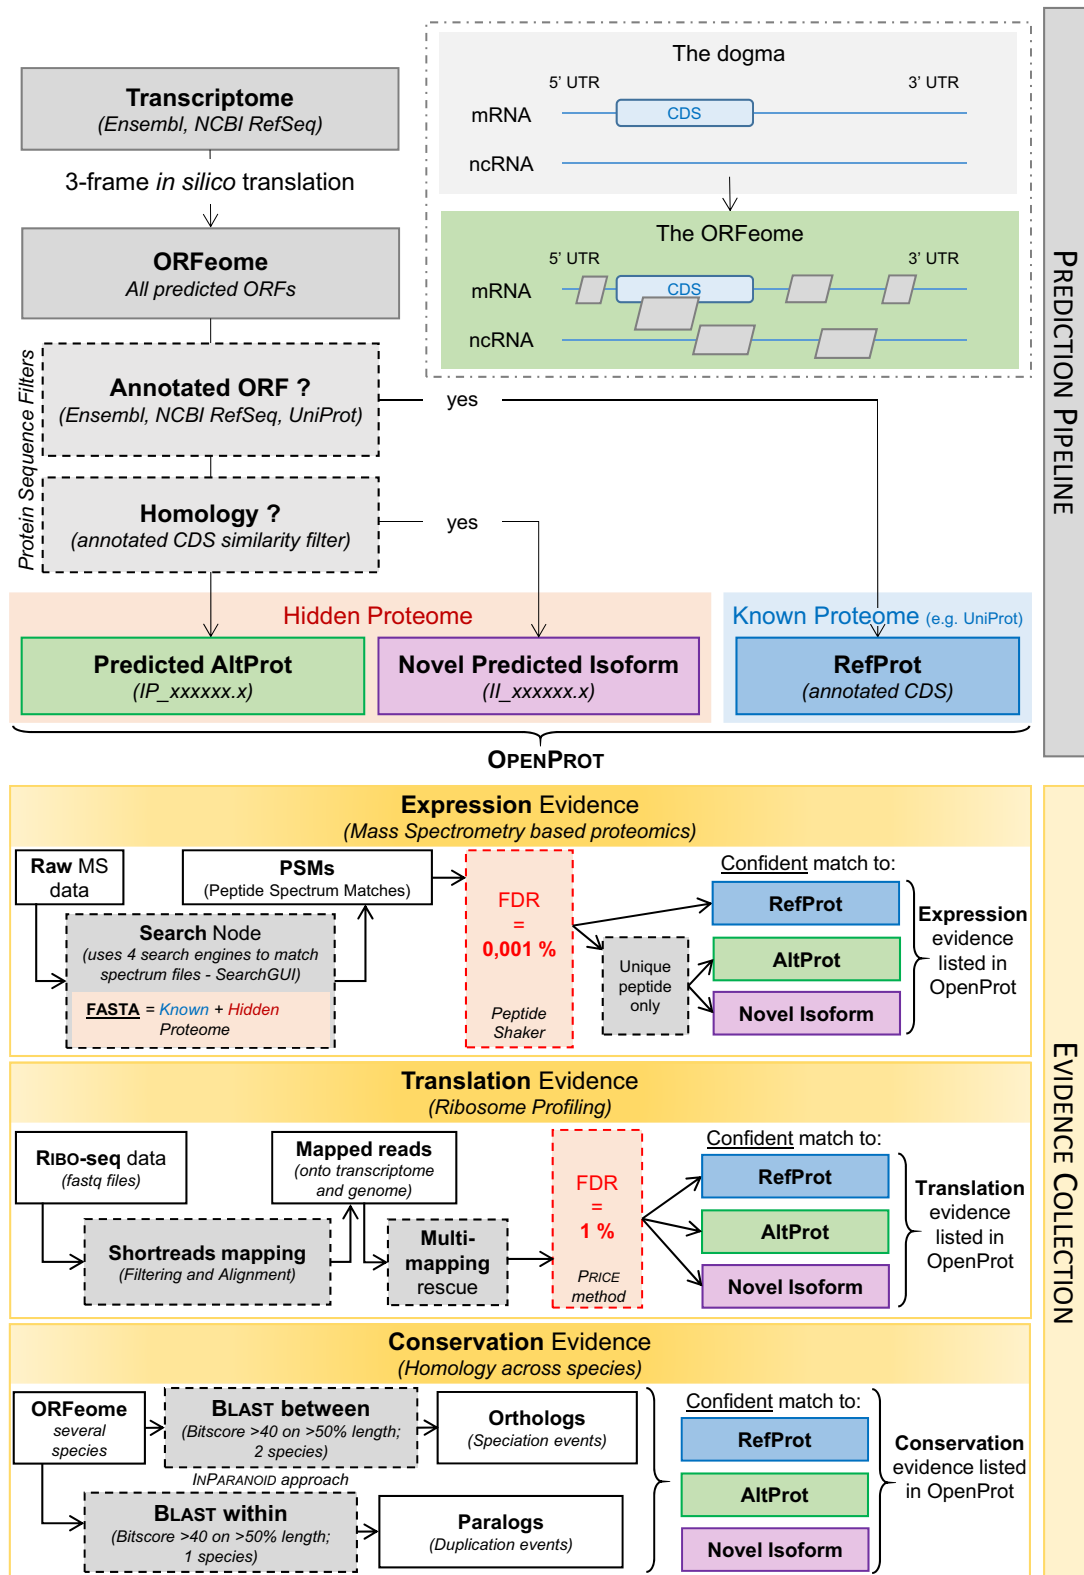 Transcriptome
(Ensembl, NCBI RefSeq)
3-frame in silico translation
ORFeome
All predicted ORFs
The dogma
5' UTR
3' UTR
mRNA
CDS
ncRNA
The ORFeome
5' UTR
3' UTR
mRNA
CDS
ncRNA
PREDICTION PIPELINE
Protein Sequence Filters
Annotated ORF ?
(Ensembl, NCBI RefSeq, UniProt)
yes
Homology ?
(annotated CDS similarity filter)
yes
Hidden Proteome
Known Proteome (e.g. UniProt)
Predicted AltProt
(IP_xxxxxx.x)
Novel Predicted Isoform
(II_xxxxxx.x)
RefProt
(annotated CDS)
OPENPROT
EVIDENCE COLLECTION
Expression Evidence
(Mass Spectrometry based proteomics)
Raw MS
data
PSMs
(Peptide Spectrum Matches)
Search Node
(uses 4 search engines to match
spectrum files - SearchGUI)
FASTA = Known + Hidden
Proteome
FDR
=
0,001 %
Peptide
Shaker
Unique
peptide
only
Confident match to:
RefProt
AltProt
Novel Isoform
Expression
evidence
listed in
OpenProt
Translation Evidence
(Ribosome Profiling)
RIBO-seq data
(fastq files)
Mapped reads
(onto transcriptome
and genome)
Shortreads mapping
(Filtering and Alignment)
Multi-
mapping
rescue
FDR
=
1 %
PRICE
method
Confident match to:
RefProt
AltProt
Novel Isoform
Translation
evidence
listed in
OpenProt
Conservation Evidence
(Homology across species)
ORFeome
several
species
BLAST between
(Bitscore >40 on >50% length;
2 species)
Orthologs
(Speciation events)
INPARANOID approach
BLAST within
(Bitscore >40 on >50% length;
1 species)
Paralogs
(Duplication events)
Confident match to:
RefProt
AltProt
Novel Isoform
Conservation
evidence listed
in OpenProt